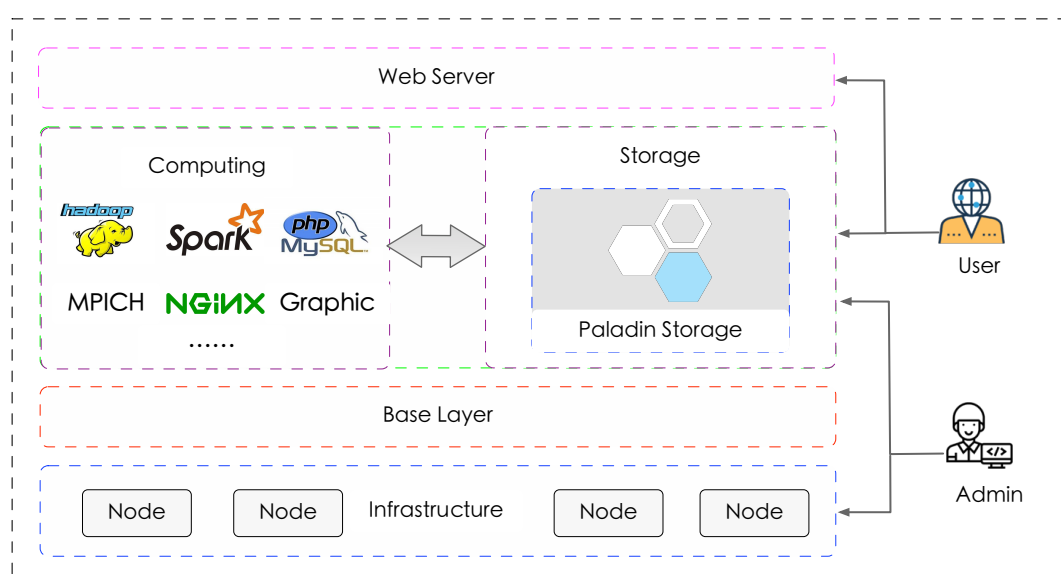 Web Server
Computing
Storage
hadoop
Spark
php
MySQL
MPICH
NGINX
Graphic
......
Paladin Storage
User
Base Layer
Node
Node
Infrastructure
Node
Node
</>
Admin